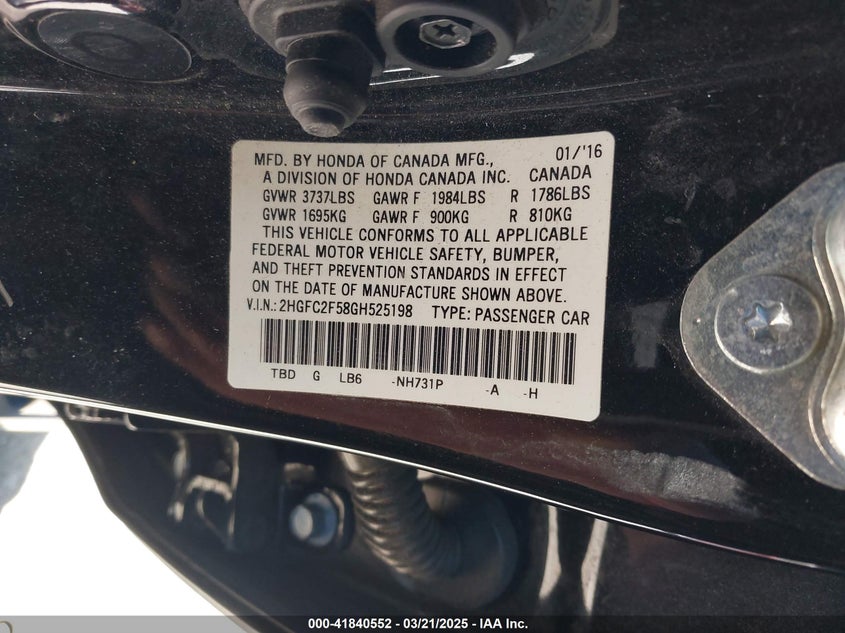 MFD. BY HONDA OF CANADA MFG., 01/'16
A DIVISION OF HONDA CANADA INC. CANADA
GVWR 3737LBS GAWR F 1984LBS R 1786LBS
GVWR 1695KG GAWR F 900KG R 810KG
THIS VEHICLE CONFORMS TO ALL APPLICABLE
FEDERAL MOTOR VEHICLE SAFETY, BUMPER,
AND THEFT PREVENTION STANDARDS IN EFFECT
ON THE DATE OF MANUFACTURE SHOWN ABOVE.
V.I.N.: 2HGFC2F58GH525198 TYPE: PASSENGER CAR
TBD G LB6 -NH731P -A -H
000-41840552 / 03/21/2025 - IAA Inc.